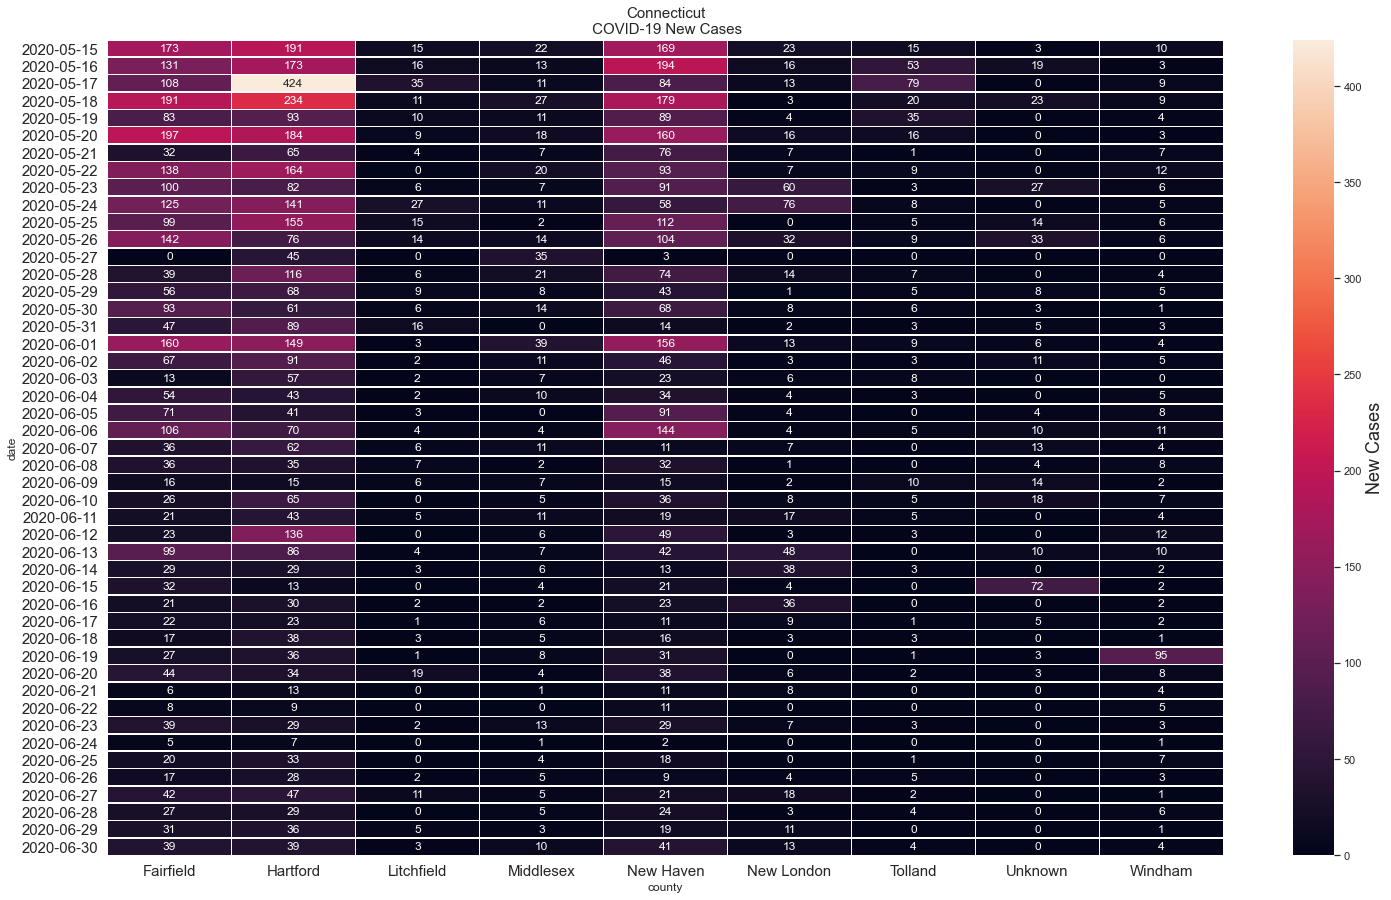 Connecticut
COVID-19 New Cases
2020-05-15 173 191 15 22 169 23 15 3 10
2020-05-16 131 173 16 13 194 16 53 19 3
2020-05-17 108 424 35 11 84 13 79 0 9
2020-05-18 191 234 11 27 179 3 20 23 9
2020-05-19 83 93 10 11 89 4 35 0 4
2020-05-20 197 184 9 18 160 16 16 0 3
2020-05-21 32 65 4 7 76 7 1 0 7
2020-05-22 138 164 0 20 93 7 9 0 12
2020-05-23 100 82 6 7 91 60 3 27 6
2020-05-24 125 141 27 11 58 76 8 0 5
2020-05-25 99 155 15 2 112 0 5 14 6
2020-05-26 142 76 14 14 104 32 9 33 6
2020-05-27 0 45 0 35 3 0 0 0 0
2020-05-28 39 116 6 21 74 14 7 0 4
2020-05-29 56 68 9 8 43 1 5 8 5
2020-05-30 93 61 6 14 68 8 6 3 1
2020-05-31 47 89 16 0 14 2 3 5 3
2020-06-01 160 149 3 39 156 13 9 6 4
2020-06-02 67 91 2 11 46 3 3 11 5
2020-06-03 13 57 2 7 23 6 8 0 0
2020-06-04 54 43 2 10 34 4 3 0 5
2020-06-05 71 41 3 0 91 4 0 4 8
2020-06-06 106 70 4 4 144 4 5 10 11
2020-06-07 36 62 6 11 11 7 0 13 4
2020-06-08 36 35 7 2 32 1 0 4 8
2020-06-09 16 15 6 7 15 2 10 14 2
2020-06-10 26 65 0 5 36 8 5 18 7
2020-06-11 21 43 5 11 19 17 5 0 4
2020-06-12 23 136 0 6 49 3 3 0 12
2020-06-13 99 86 4 7 42 48 0 10 10
2020-06-14 29 29 3 6 13 38 3 0 2
2020-06-15 32 13 0 4 21 4 0 72 2
2020-06-16 21 30 2 2 23 36 0 0 2
2020-06-17 22 23 1 6 11 9 1 5 2
2020-06-18 17 38 3 5 16 3 3 0 1
2020-06-19 27 36 1 8 31 0 1 3 95
2020-06-20 44 34 19 4 38 6 2 3 8
2020-06-21 6 13 0 1 11 8 0 0 4
2020-06-22 8 9 0 0 11 0 0 0 5
2020-06-23 39 29 2 13 29 7 3 0 3
2020-06-24 5 7 0 1 2 0 0 0 1
2020-06-25 20 33 0 4 18 0 1 0 7
2020-06-26 17 28 2 5 9 4 5 0 3
2020-06-27 42 47 11 5 21 18 2 0 1
2020-06-28 27 29 0 5 24 3 4 0 6
2020-06-29 31 36 5 3 19 11 0 0 1
2020-06-30 39 39 3 10 41 13 4 0 4
Fairfield Hartford Litchfield Middlesex New Haven New London Tolland Unknown Windham
county
date
400
350
300
250
200
150
100
50
0
New Cases